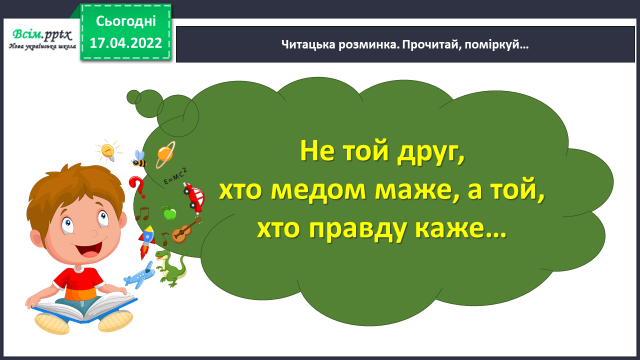 Всім.pptx
Нова українська школа
Сьогодні
17.04.2022
Читацька розминка. Прочитай, поміркуй…
E=MC²
Не той друг,
хто медом маже, а той,
хто правду каже…